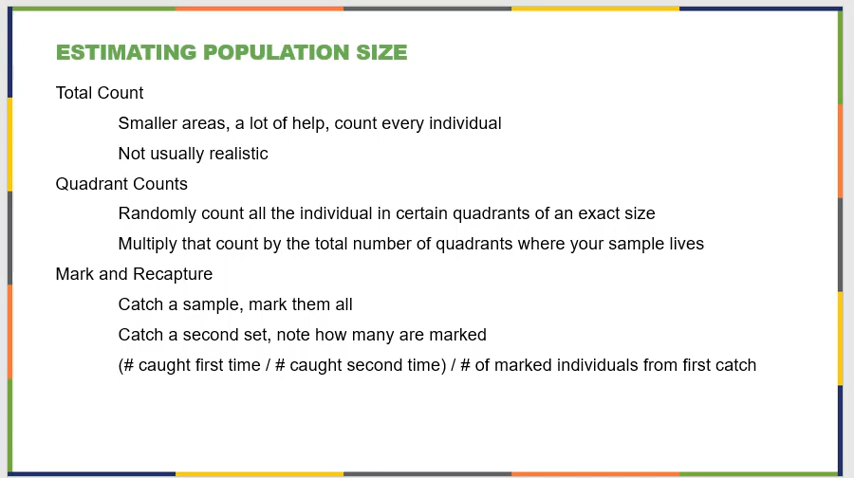 ESTIMATING POPULATION SIZE
Total Count
Smaller areas, a lot of help, count every individual
Not usually realistic
Quadrant Counts
Randomly count all the individual in certain quadrants of an exact size
Multiply that count by the total number of quadrants where your sample lives
Mark and Recapture
Catch a sample, mark them all
Catch a second set, note how many are marked
(# caught first time / # caught second time) / # of marked individuals from first catch